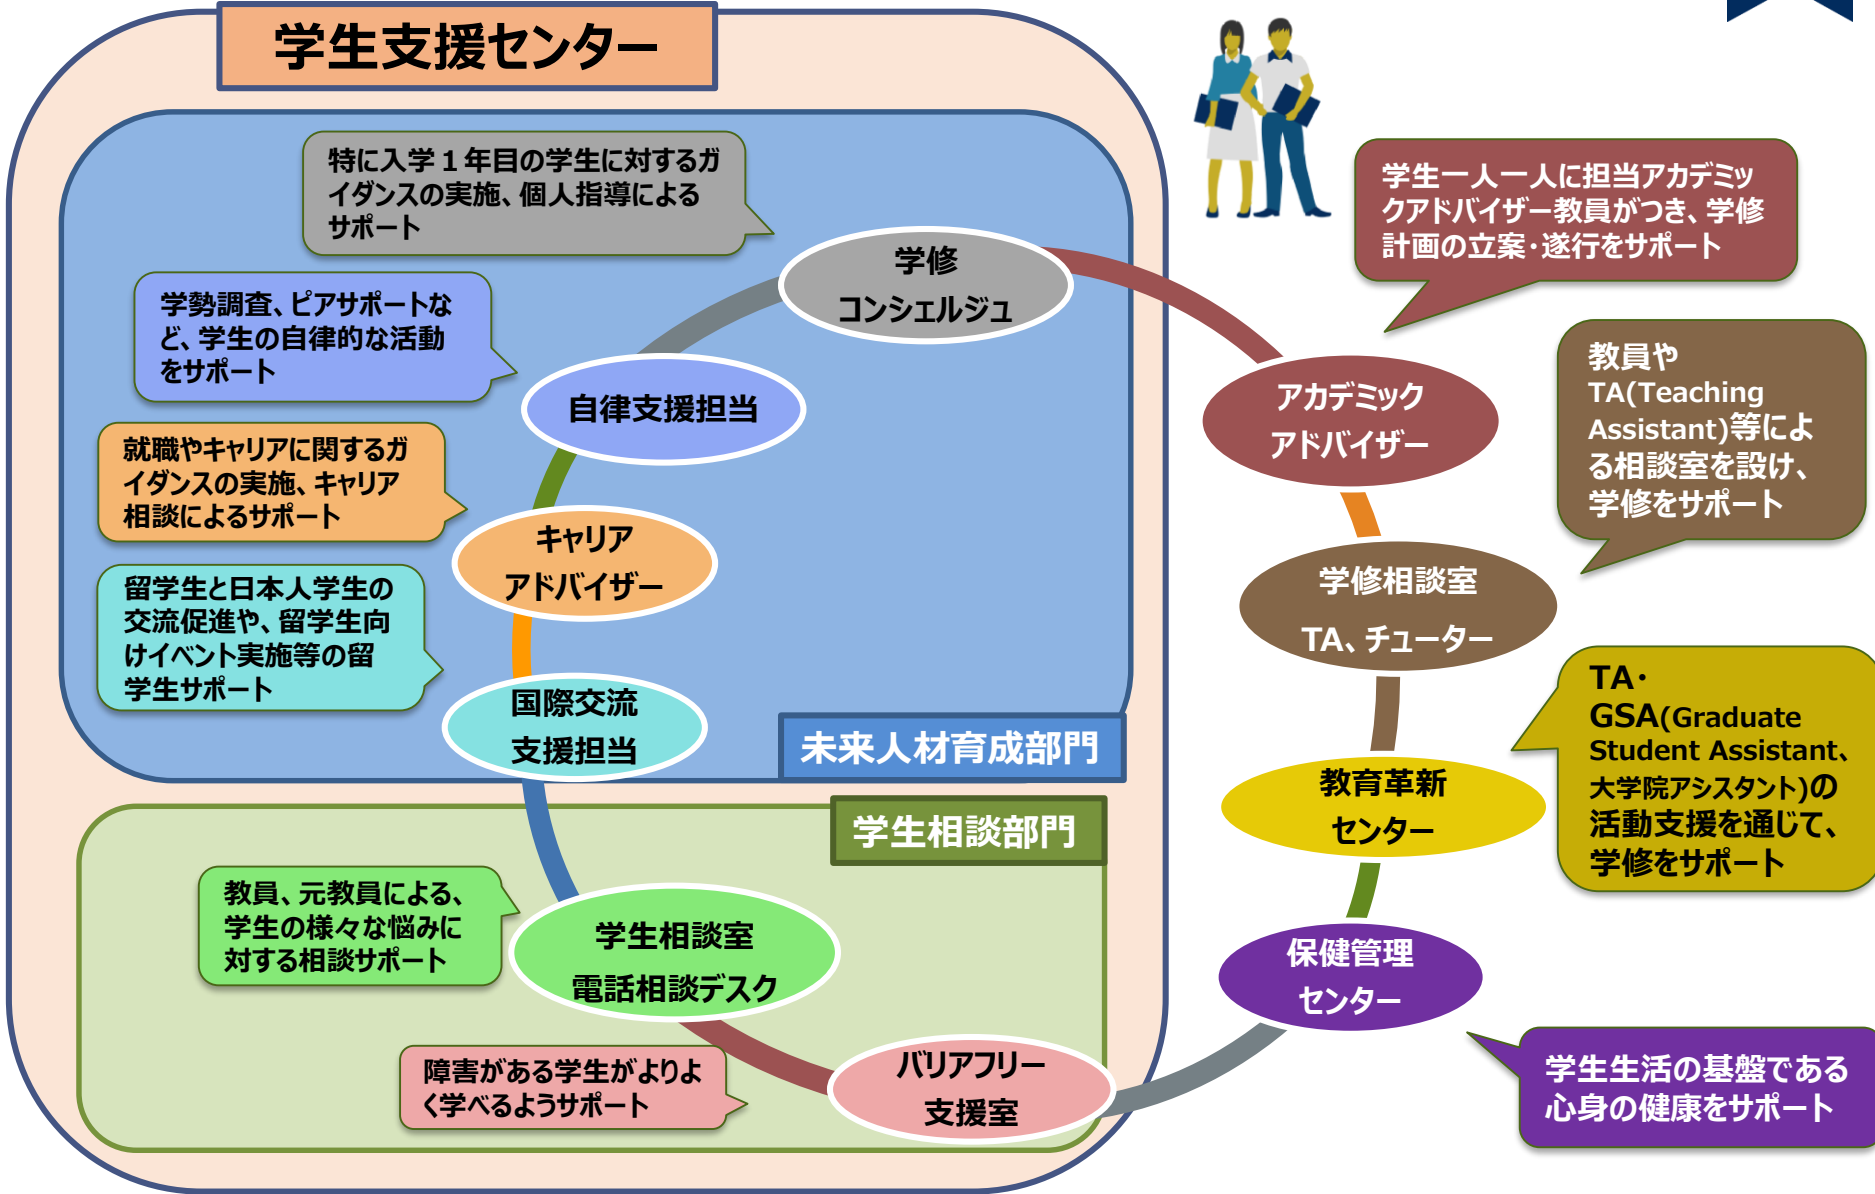 学生支援センター
特に入学１年目の学生に対するガ
イダンスの実施、個人指導による
サポート
学修
コンシェルジュ
学勢調査、ピアサポートな
ど、学生の自律的な活動
をサポート
自律支援担当
就職やキャリアに関するガ
イダンスの実施、キャリア
相談によるサポート
キャリア
アドバイザー
留学生と日本人学生の
交流促進や、留学生向
けイベント実施等の留
学生サポート
国際交流
支援担当
未来人材育成部門
学生相談部門
教員、元教員による、
学生の様々な悩みに
対する相談サポート
学生相談室
電話相談デスク
障害がある学生がよりよ
く学べるようサポート
バリアフリー
支援室
学生一人一人に担当アカデミッ
クアドバイザー教員がつき、学修
計画の立案・遂行をサポート
アカデミック
アドバイザー
教員や
TA(Teaching
Assistant)等によ
る相談室を設け、
学修をサポート
学修相談室
TA、チューター
TA・
GSA(Graduate
Student Assistant、
大学院アシスタント)の
活動支援を通じて、
学修をサポート
教育革新
センター
保健管理
センター
学生生活の基盤である
心身の健康をサポート